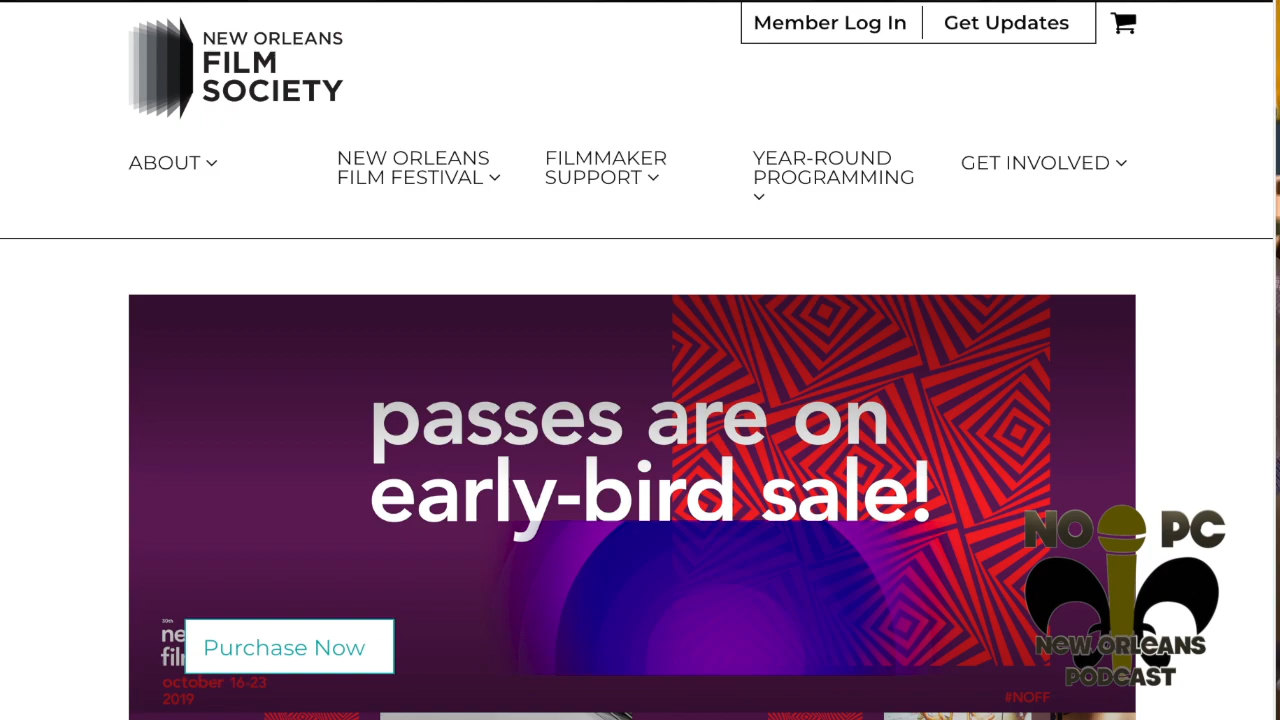 Member Log In
Get Updates
NEW ORLEANS
FILM
SOCIETY
ABOUT
NEW ORLEANS
FILM FESTIVAL
FILMMAKER
SUPPORT
YEAR-ROUND
PROGRAMMING
GET INVOLVED
passes are on
early-bird sale!
30th
Purchase Now
october 16-23
2019
#NOFF
NO PC
NEW ORLEANS
PODCAST